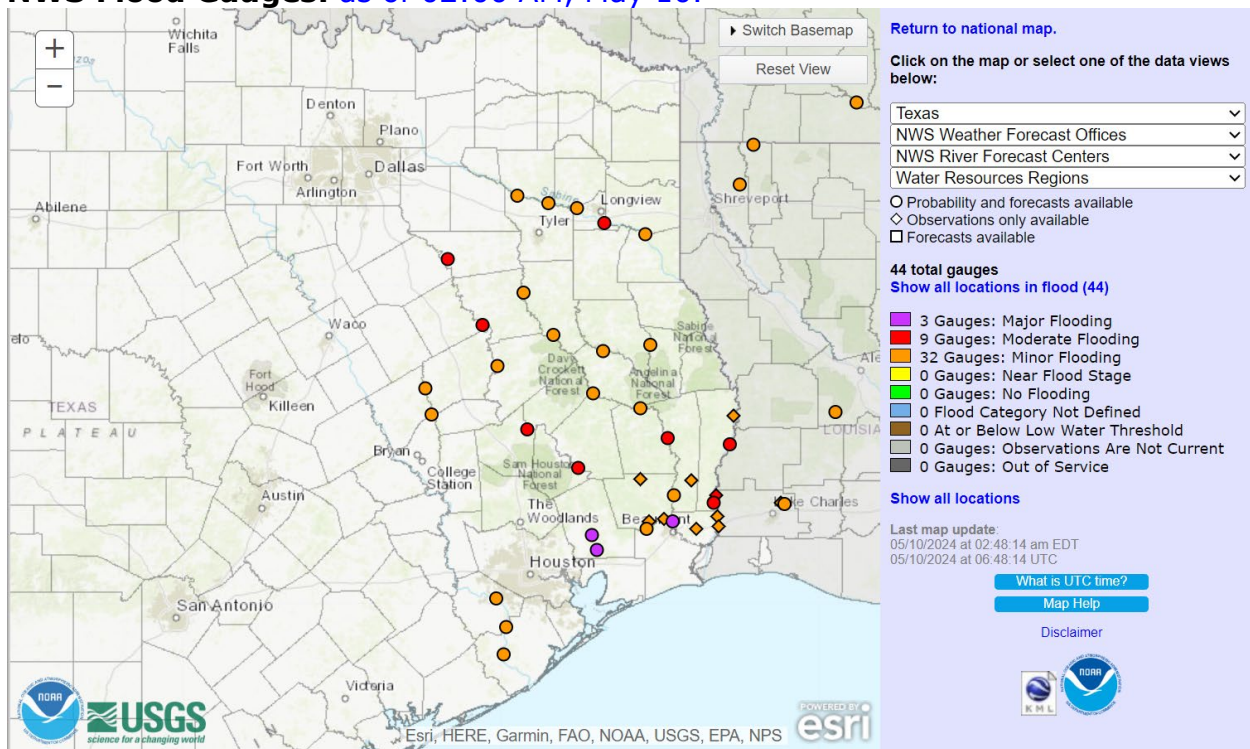 Wichita
Falls
Switch Basemap
Reset View
Denton
Plano
Fort Worth
Dallas
Arlington
Abilene
Sabine
Longview
Shreveport
Tyler
Waco
Sabine
National
Forest
Davy
Crockett
National
Forest
Angelina
National
Forest
Fort
Hood
Killeen
TEXAS
PLATEAU
LOUISIA
Bryan
College
Station
Sam Houston
National
Forest
The
Woodlands
Austin
Houston
San Antonio
Victoria
NOAA
USGS
science for a changing world
Esri, HERE, Garmin, FAO, NOAA, USGS, EPA, NPS
POWERED BY
esri
Return to national map.
Click on the map or select one of the data views
below:
Texas
NWS Weather Forecast Offices
NWS River Forecast Centers
Water Resources Regions
Probability and forecasts available
Observations only available
Forecasts available
44 total gauges
Show all locations in flood (44)
3 Gauges: Major Flooding
9 Gauges: Moderate Flooding
32 Gauges: Minor Flooding
0 Gauges: Near Flood Stage
0 Gauges: No Flooding
0 Flood Category Not Defined
0 At or Below Low Water Threshold
0 Gauges: Observations Are Not Current
0 Gauges: Out of Service
Show all locations
Last map update:
05/10/2024 at 02:48:14 am EDT
05/10/2024 at 06:48:14 UTC
What is UTC time?
Map Help
Disclaimer
KML
NOAA